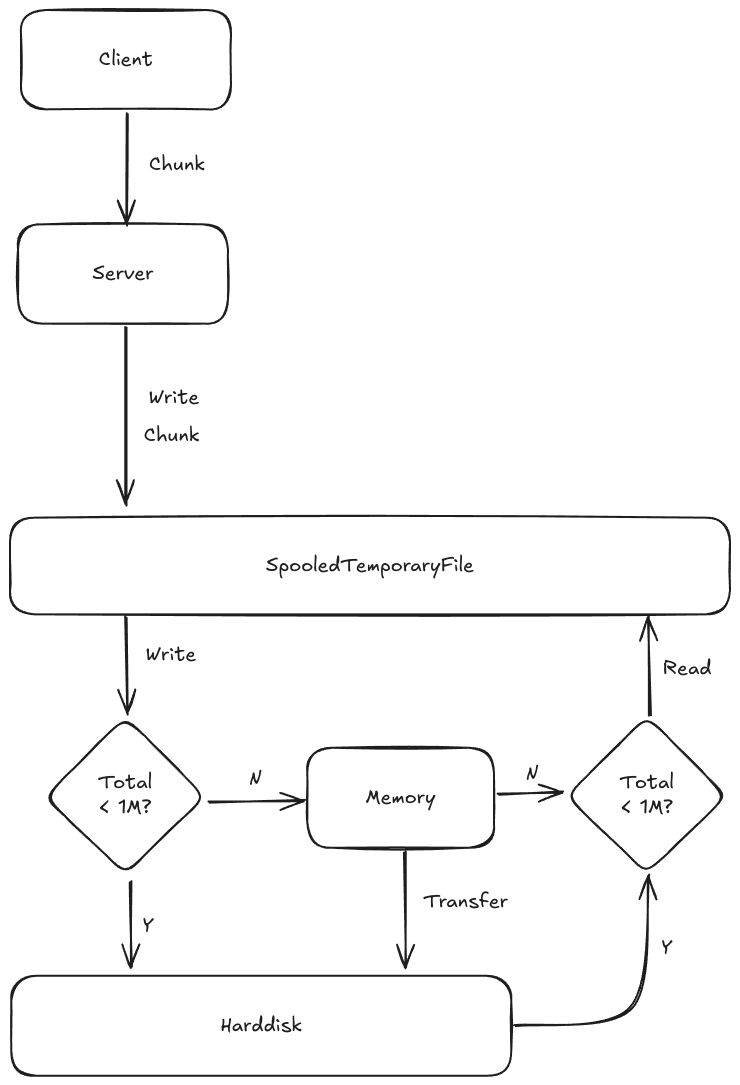 Client
Chunk
Server
Write
Chunk
SpooledTemporaryFile
Write
Read
Total
< 1M?
N
Memory
N
Total
< 1M?
Y
Transfer
Y
Harddisk